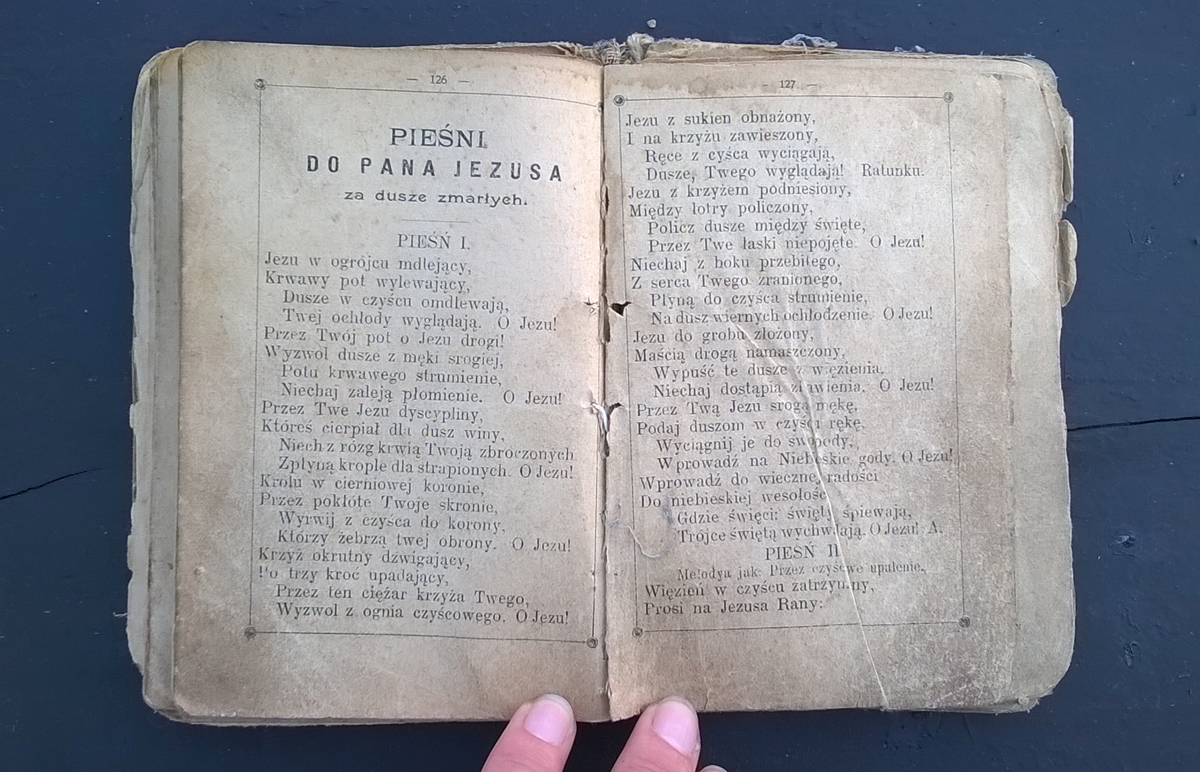 — 126 —
PIEŚNI
DO PANA JEZUSA
za dusze zmarłych.
PIEŚŃ I.
Jezu w ogrójcu mdlejący,
Krwawy pot wylewający,
Dusze w czyścu omdlewają,
Twej ochłody wyglądają. O Jezu!
Przez Twój pot o Jezu drogi!
Wyzwol dusze z męki srogiej,
Potu krwawego strumienie,
Niechaj zaleją płomienie. O Jezu!
Przez Twe Jezu dyscypliny,
Któreś cierpiał dla dusz winy,
Niech z rózg krwią Twoją zbroczonych
Zpłyną krople dla strapionych. O Jezu!
Królu w cierniowej koronie,
Przez pokłóte Twoje skronie,
Wyrwij z czyśca do korony,
Którzy żebrzą twej obrony. O Jezu!
Krzyż okrutny dźwigający,
Po trzy kroć upadający,
Przez ten ciężar krzyża Twego,
Wyzwol z ognia czyścowego. O Jezu!
— 127 —
Jezu z sukien obnażony,
I na krzyżu zawieszony,
Ręce z cyśca wyciągają,
Dusze, Twego wyglądają! Ratunku.
Jezu z krzyżem podniesiony,
Między łotry policzony,
Policz dusze między święte,
Przez Twe łaski niepojęte. O Jezu!
Niechaj z boku przebitego,
Z serca Twego zranionego,
Płyną do czyśca strumienie,
Na dusz wiernych ochłodzenie. O Jezu!
Jezu do grobu złożony,
Maścią drogą namaszczony,
Wypuść te dusze z więzienia,
Niechaj dostąpią zbawienia. O Jezu!
Przez Twą Jezu srogą mękę,
Podaj duszom w czyścu rękę,
Wyciągnij je do swobody,
Wprowadź na Niebieskie gody. O Jezu!
Wprowadź do wiecznej radości
Do niebieskiej wesołości
Gdzie święci: święty śpiewają,
Trójce świętą wychwalają. O Jezu! A.
PIEŚŃ II.
Melodya jak: Przez czyścowe upalenie.
Więzień w czyścu zatrzymany,
Prosi na Jezusa Rany: